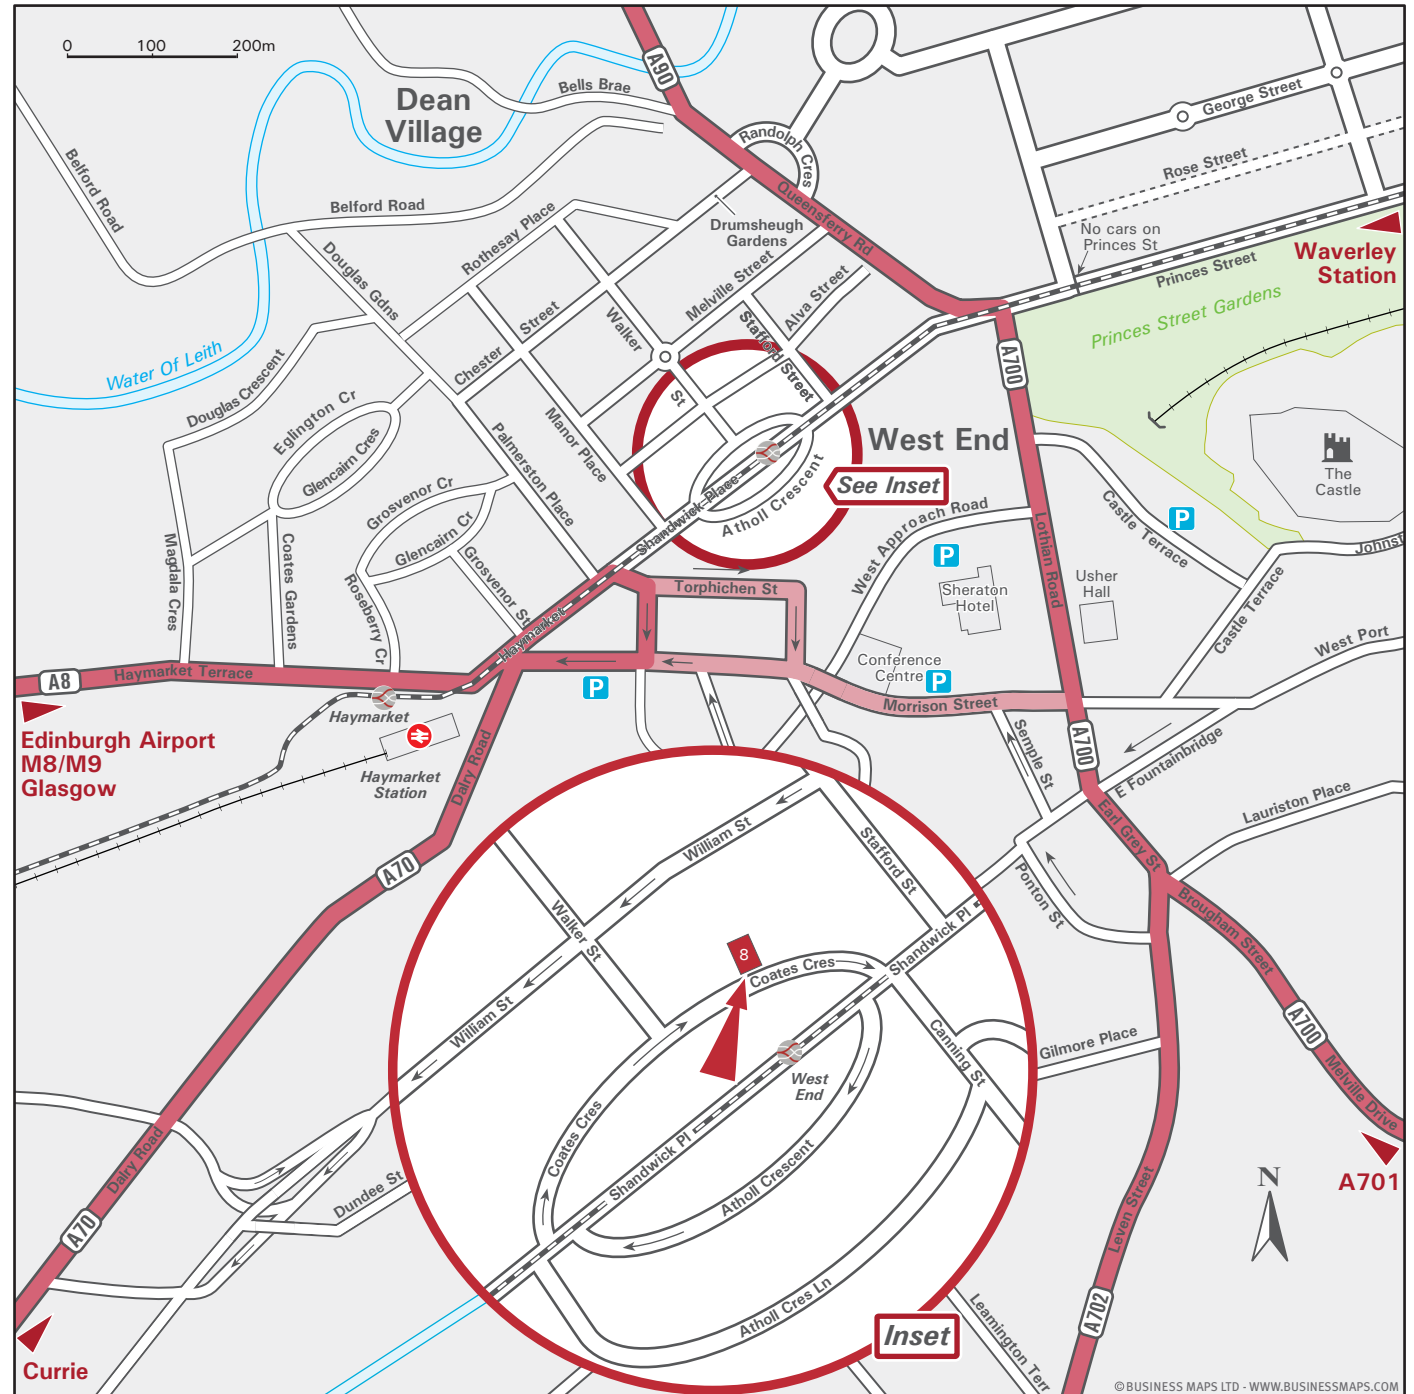 0 100 200m
A90
Bells Brae
Dean
Village
Randolph Cres
George Street
Rose Street
Belford Road
Belford Road
Queensferry Rd
Rothesay Place
Drumsheugh
Gardens
No cars on
Princes St
Waverley
Station
Princes Street
Princes Street Gardens
Douglas Gdns
Melville Street
Alva Street
Stafford Street
Walker
St
Chester
Street
Water Of Leith
Douglas Crescent
Eglington Cr
Glencairn Cres
Manor Place
Palmerston Place
A700
West End
See Inset
Atholl Crescent
Shandwick Place
The
Castle
Grosvenor Cr
Glencairn Cr
Grosvenor St
Roseberry Cr
Magdala Cres
Coates Gardens
West Approach Road
P
Castle Terrace
P
Lothian Road
Johnst
Sheraton
Hotel
Usher
Hall
Castle Terrace
West Port
Torphichen St
Haymarket
Conference
Centre
P
P
Morrison Street
A8
Haymarket Terrace
Haymarket
Edinburgh Airport
M8/M9
Glasgow
Haymarket
Station
Dalry Road
A700
Semple St
E Fountainbridge
Lauriston Place
Earl Grey St
A70
William St
Stafford St
Walker St
Ponton St
Brougham Street
Shandwick Pl
8
Coates Cres
William St
Canning St
Gilmore Place
A700
Melville Drive
West
End
Coates Cres
Shandwick Pl
Atholl Crescent
Dalry Road
Dundee St
A70
Leven Street
N
A701
Atholl Cres Ln
Inset
Leamington Terr
A702
Currie
©BUSINESS MAPS LTD - WWW.BUSINESSMAPS.COM